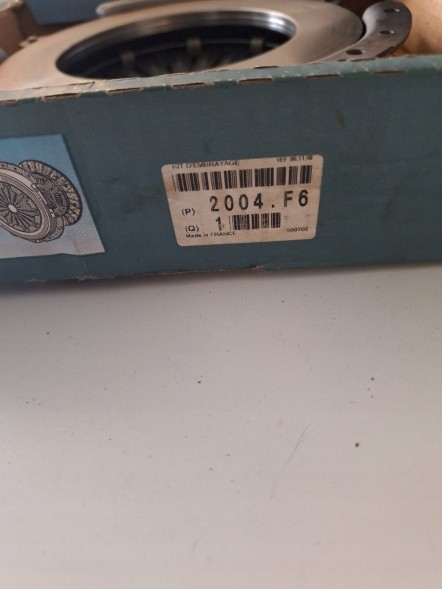 KIT D'EMBRAYAGE
(P) 2004.F6
(Q) 1
Made in FRANCE